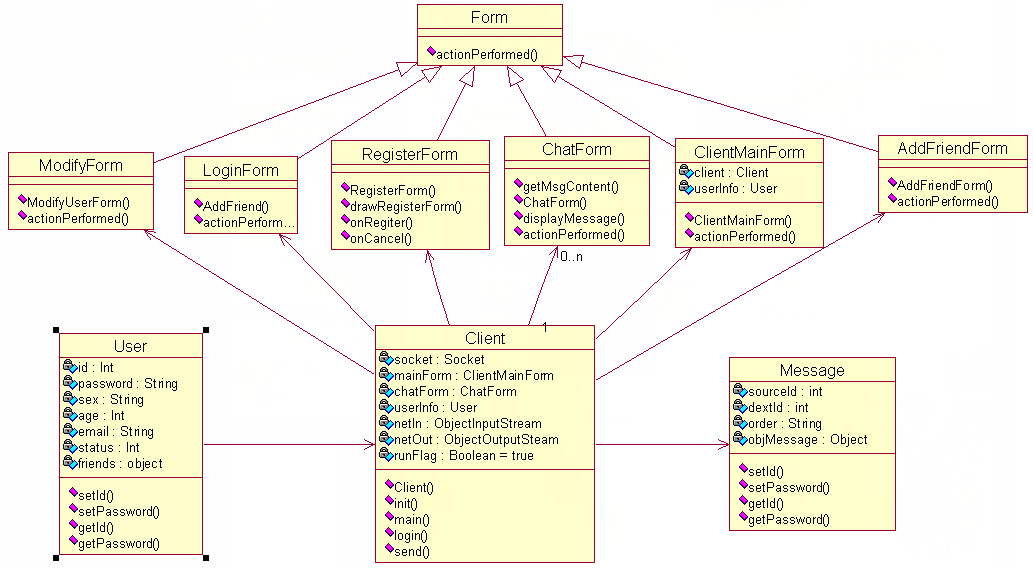 Form
actionPerformed()
ModifyForm
ModifyUserForm()
actionPerformed()
LoginForm
AddFriend()
actionPerform...
RegisterForm
RegisterForm()
drawRegisterForm()
onRegiter()
onCancel()
ChatForm
getMsgContent()
ChatForm()
displayMessage()
actionPerformed()
ClientMainForm
client : Client
userInfo : User
ClientMainForm()
actionPerformed()
AddFriendForm
AddFriendForm()
actionPerformed()
0..n
1
User
id : Int
password : String
sex : String
age : Int
email : String
status : Int
friends : object
setId()
setPassword()
getId()
getPassword()
Client
socket : Socket
mainForm : ClientMainForm
chatForm : ChatForm
userInfo : User
netIn : ObjectInputStream
netOut : ObjectOutputSteam
runFlag : Boolean = true
Client()
init()
main()
login()
send()
Message
sourceId : int
dextId : int
order : String
objMessage : Object
setId()
setPassword()
getId()
getPassword()